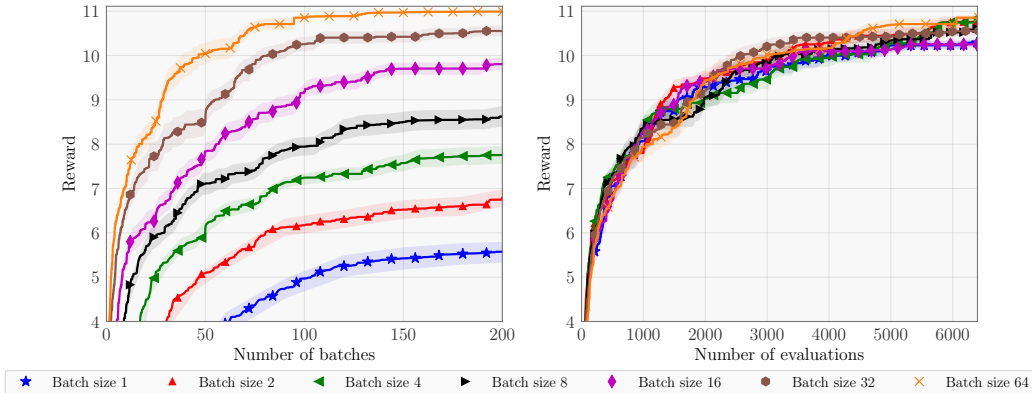 11
10
9
8
7
6
5
4
Reward
0
50
100
150
200
Number of batches
11
10
9
8
7
6
5
4
Reward
0
1000
2000
3000
4000
5000
6000
Number of evaluations
Batch size 1
Batch size 2
Batch size 4
Batch size 8
Batch size 16
Batch size 32
Batch size 64